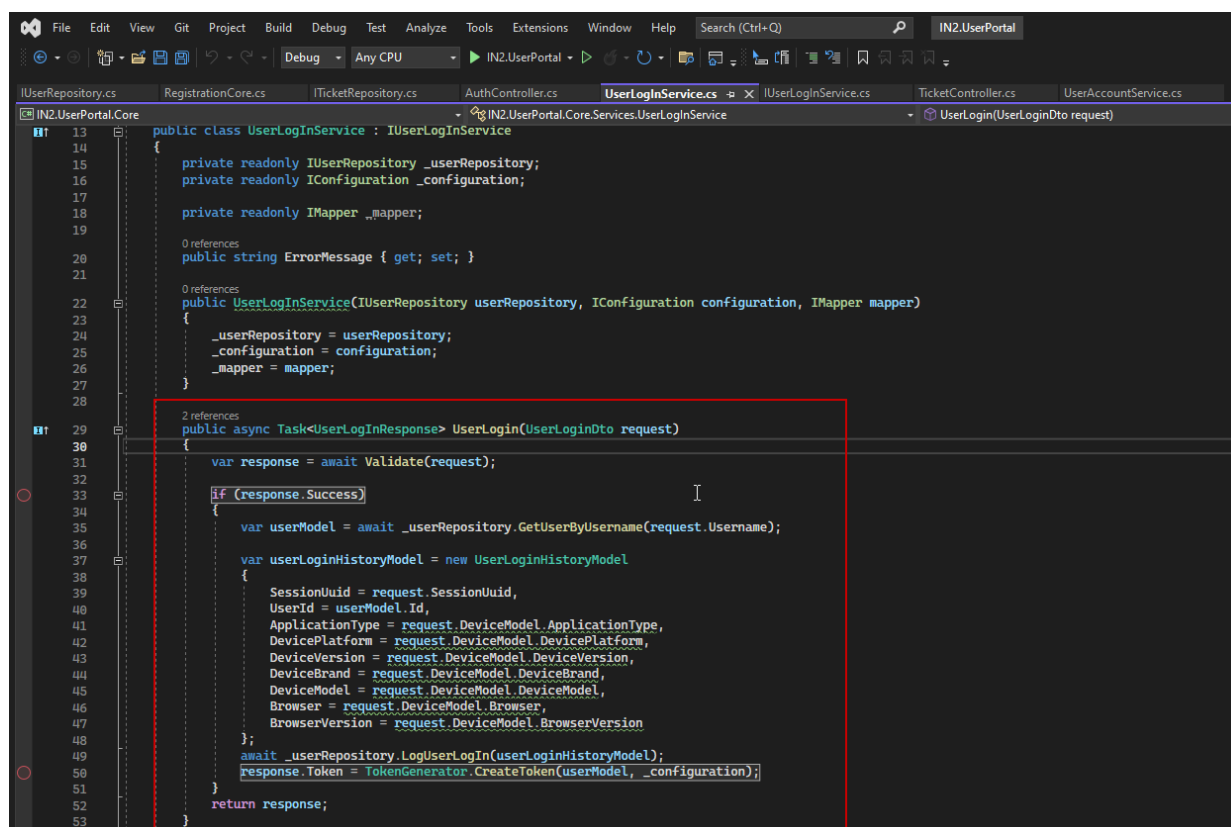 File Edit View Git Project Build Debug Test Analyze Tools Extensions Window Help Search (Ctrl+Q) IN2.UserPortal
Debug Any CPU IN2.UserPortal
IUserRepository.cs RegistrationCore.cs ITicketRepository.cs AuthController.cs UserLogInService.cs IUserLogInService.cs TicketController.cs UserAccountService.cs
C# IN2.UserPortal.Core IN2.UserPortal.Core.Services.UserLogInService UserLogin(UserLoginDto request)
13 public class UserLogInService : IUserLogInService
14 {
15 private readonly IUserRepository _userRepository;
16 private readonly IConfiguration _configuration;
17
18 private readonly IMapper _mapper;
19
0 references
20 public string ErrorMessage { get; set; }
21
0 references
22 public UserLogInService(IUserRepository userRepository, IConfiguration configuration, IMapper mapper)
23 {
24 _userRepository = userRepository;
25 _configuration = configuration;
26 _mapper = mapper;
27 }
28
2 references
29 public async Task<UserLogInResponse> UserLogin(UserLoginDto request)
30 {
31 var response = await Validate(request);
32
33 if (response.Success)
34 {
35 var userModel = await _userRepository.GetUserByUsername(request.Username);
36
37 var userLoginHistoryModel = new UserLoginHistoryModel
38 {
39 SessionUuid = request.SessionUuid,
40 UserId = userModel.Id,
41 ApplicationType = request.DeviceModel.ApplicationType,
42 DevicePlatform = request.DeviceModel.DevicePlatform,
43 DeviceVersion = request.DeviceModel.DeviceVersion,
44 DeviceBrand = request.DeviceModel.DeviceBrand,
45 DeviceModel = request.DeviceModel.DeviceModel,
46 Browser = request.DeviceModel.Browser,
47 BrowserVersion = request.DeviceModel.BrowserVersion
48 };
49 await _userRepository.LogUserLogIn(userLoginHistoryModel);
50 response.Token = TokenGenerator.CreateToken(userModel, _configuration);
51 }
52 return response;
53 }